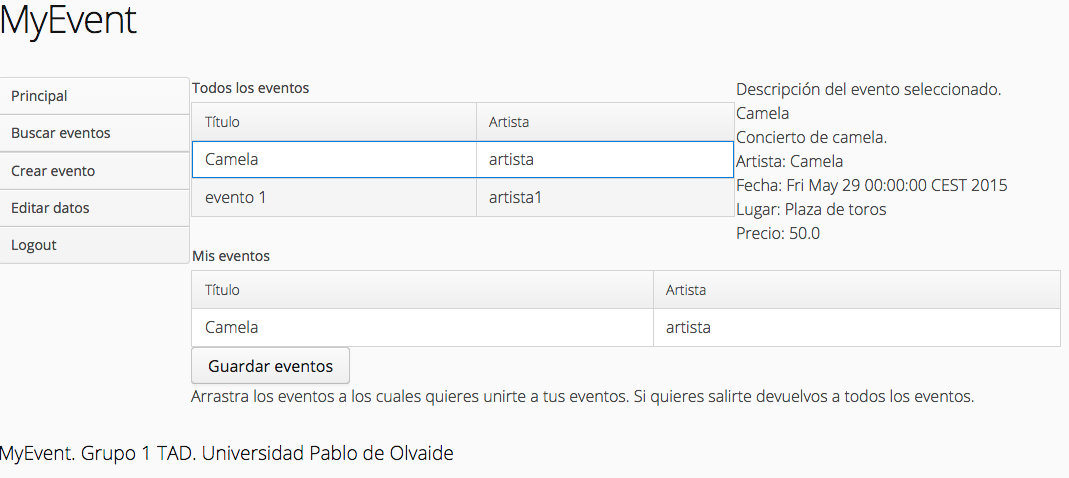 MyEvent
Principal
Buscar eventos
Crear evento
Editar datos
Logout
Todos los eventos
Título Artista
Camela artista
evento 1 artista1
Descripción del evento seleccionado.
Camela
Concierto de camela.
Artista: Camela
Fecha: Fri May 29 00:00:00 CEST 2015
Lugar: Plaza de toros
Precio: 50.0
Mis eventos
Título Artista
Camela artista
Guardar eventos
Arrastra los eventos a los cuales quieres unirte a tus eventos. Si quieres salirte devuelvos a todos los eventos.
MyEvent. Grupo 1 TAD. Universidad Pablo de Olvaide